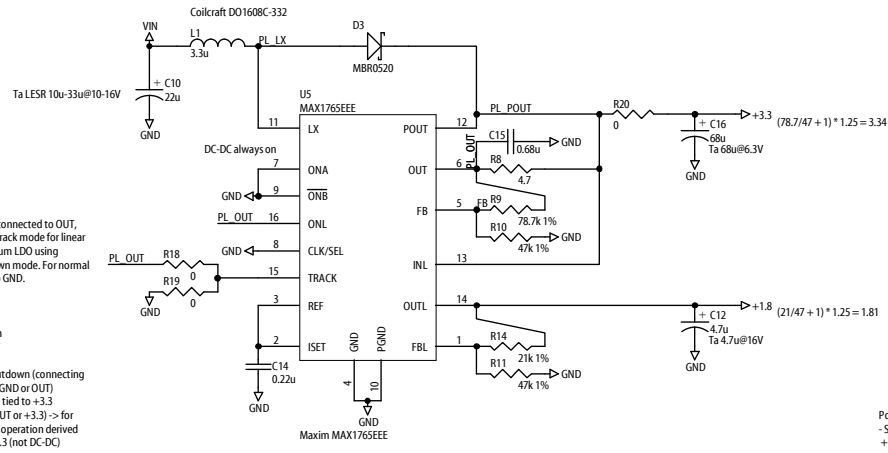 Coilcraft DO1608C-332
VIN
L1
3.3u
PL_LX
D3
MBR0520
Ta LESR 10u-33u@10-16V
+ C10
22u
GND
U5
MAX1765EEE
11
LX
POUT
12
PL_POUT
R20
0
+3.3
(78.7/47 + 1) * 1.25 = 3.34
+ C16
68u
Ta 68u@6.3V
GND
C15
0.68u
GND
PL_OUT
DC-DC always on
7
ONA
OUT
6
R8
4.7
GND
9
ONB
PL_OUT
16
ONL
FB
5
FB
R9
78.7k 1%
R10
47k 1%
GND
GND
8
CLK/SEL
INL
13
onnected to OUT,
rack mode for linear
um LDO using
wn mode. For normal
o GND.
PL_OUT
R18
0
R19
0
GND
15
TRACK
3
REF
OUTL
14
+1.8
(21/47 + 1) * 1.25 = 1.81
+ C12
4.7u
Ta 4.7u@16V
GND
2
ISET
FBL
1
R14
21k 1%
R11
47k 1%
GND
GND
PGND
4
10
C14
0.22u
GND
GND
Maxim MAX1765EEE
n
tdown (connecting
GND or OUT)
tied to +3.3
UT or +3.3) -> for
operation derived
.3 (not DC-DC)
Po
- S
+